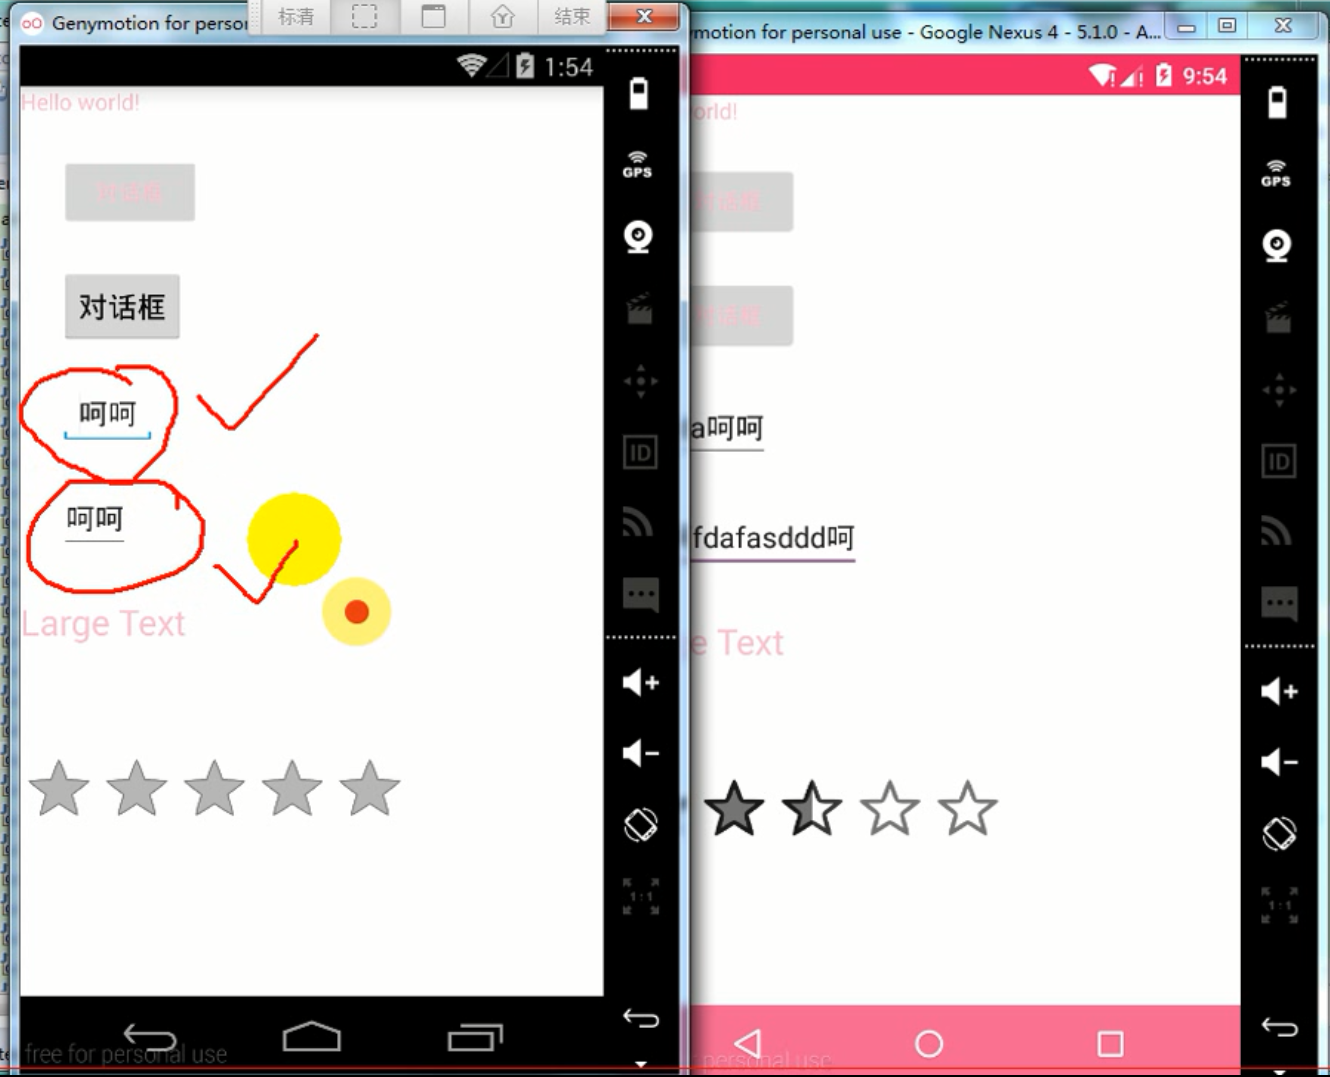 Genymotion for perso
标清
结束
1:54
Hello world!
对话框
对话框
呵呵
呵呵
Large Text
GPS
ID
1:1
free for personal use
motion for personal use - Google Nexus 4 - 5.1.0 - A...
9:54
orld!
对话框
对话框
a呵呵
fdafasddd呵
e Text
GPS
ID
1:1
personal use